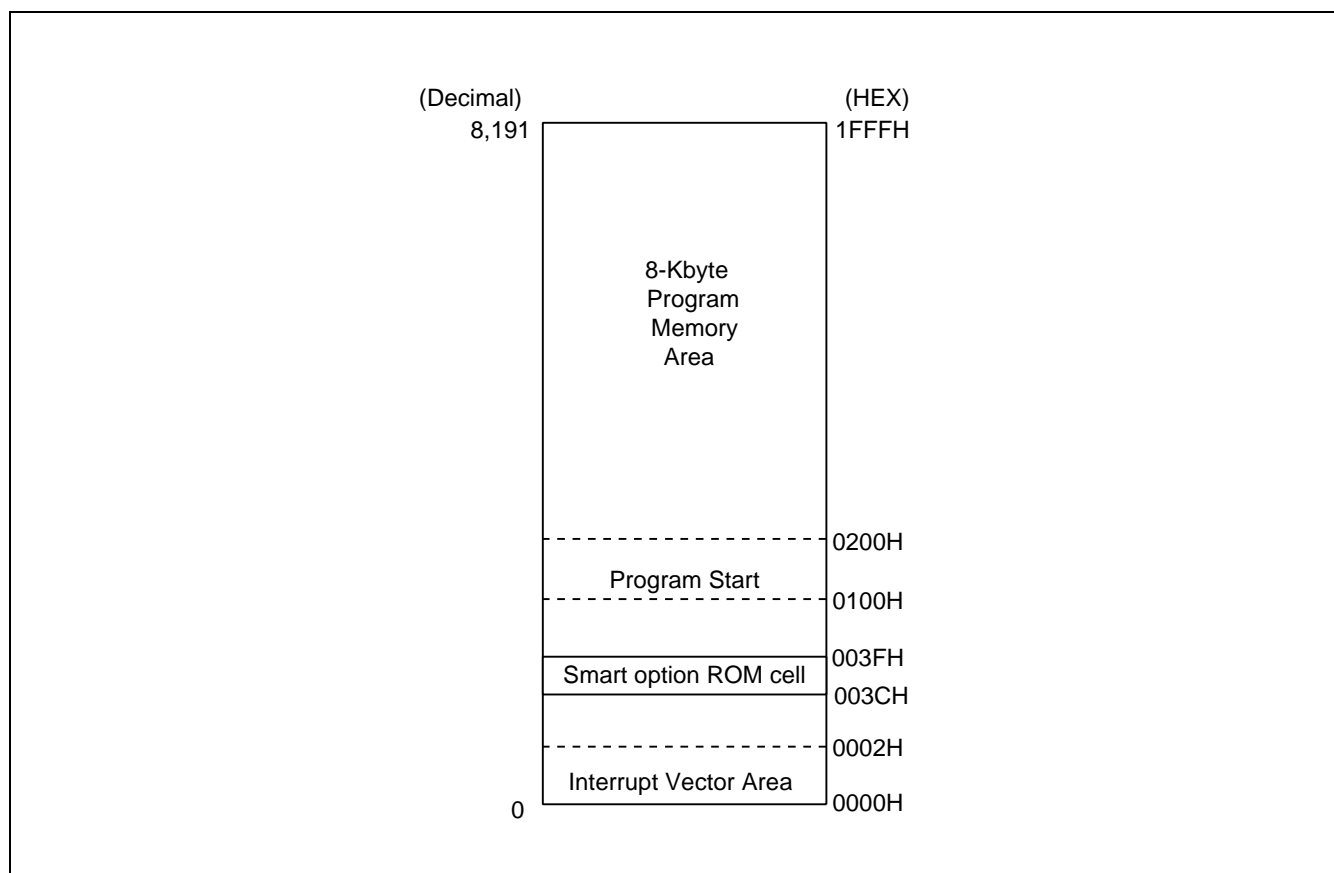 (Decimal)
(HEX)
8,191
1FFFH
8-Kbyte
Program
Memory
Area
0200H
Program Start
0100H
003FH
Smart option ROM cell
003CH
0002H
Interrupt Vector Area
0
0000H